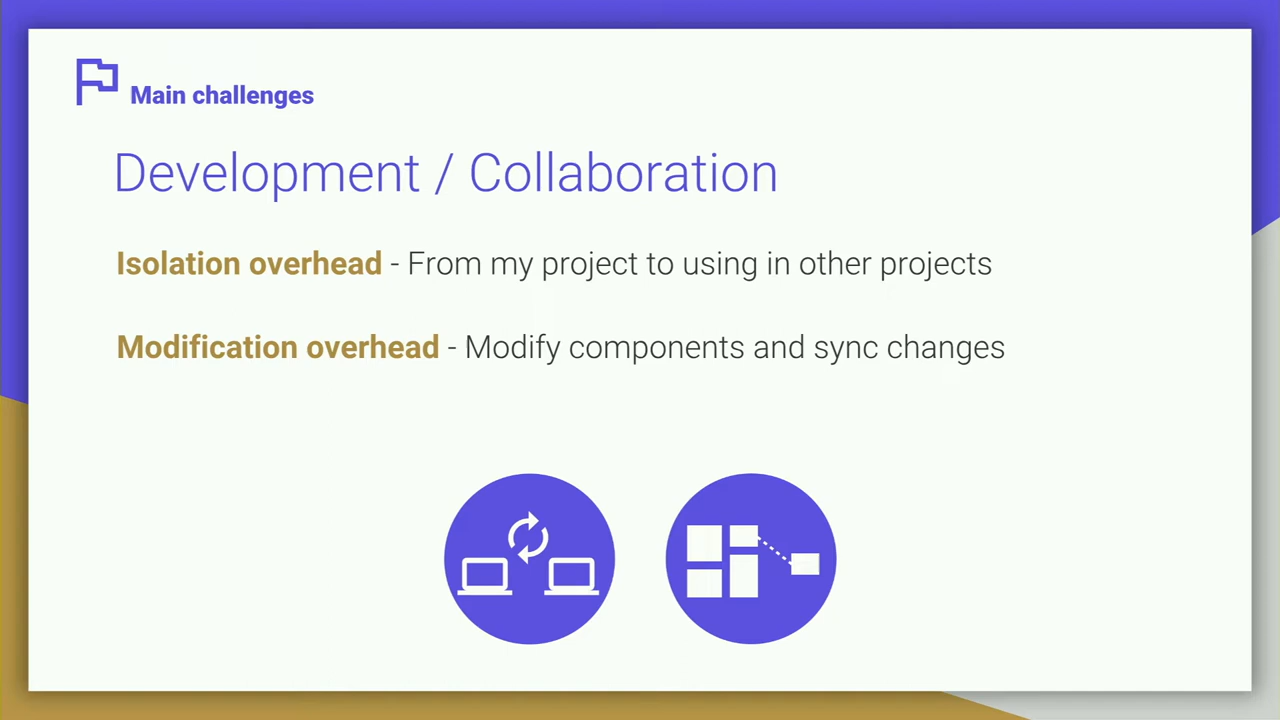 Main challenges
Development / Collaboration
Isolation overhead - From my project to using in other projects
Modification overhead - Modify components and sync changes